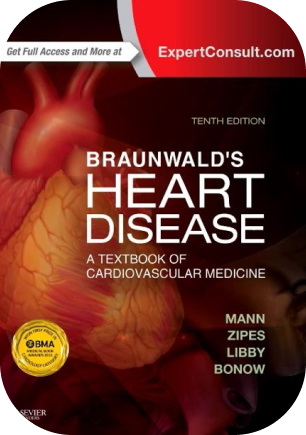 Get Full Access and More at
ExpertConsult.com
TENTH EDITION
BRAUNWALD'S
HEART
DISEASE
A TEXTBOOK OF
CARDIOVASCULAR MEDICINE
MANN
ZIPES
LIBBY
BONOW
BMA